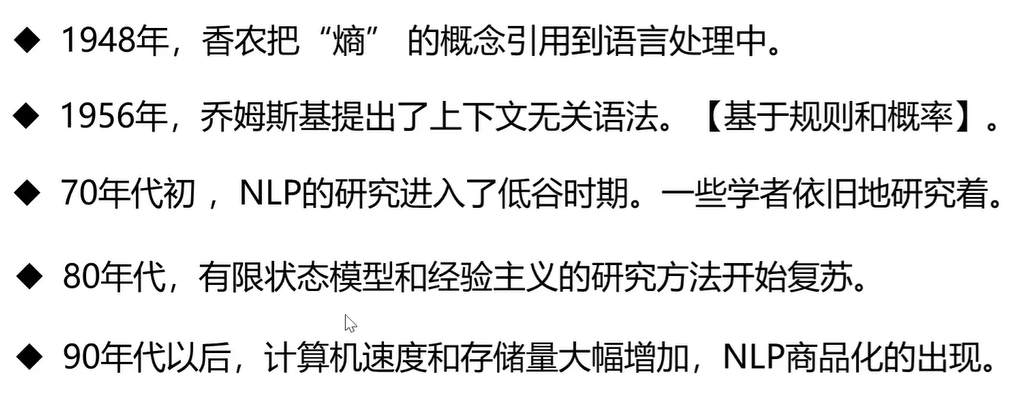 ◆ 1948年，香农把“熵” 的概念引用到语言处理中。
◆ 1956年，乔姆斯基提出了上下文无关语法。【基于规则和概率】。
◆ 70年代初 ，NLP的研究进入了低谷时期。一些学者依旧地研究着。
◆ 80年代，有限状态模型和经验主义的研究方法开始复苏。
◆ 90年代以后，计算机速度和存储量大幅增加，NLP商品化的出现。